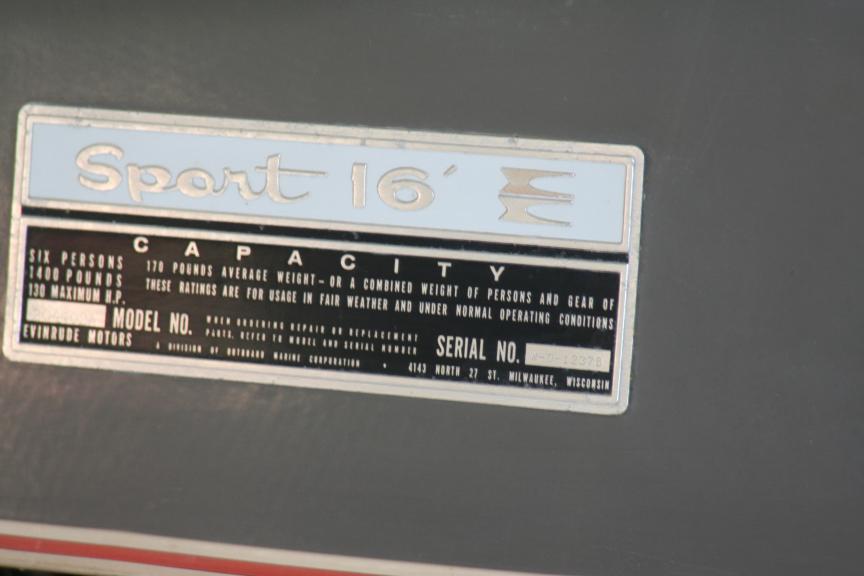 Sport 16'
CAPACITY
SIX PERSONS 170 POUNDS AVERAGE WEIGHT-OR A COMBINED WEIGHT OF PERSONS AND GEAR OF
1400 POUNDS THESE RATINGS ARE FOR USAGE IN FAIR WEATHER AND UNDER NORMAL OPERATING CONDITIONS
130 MAXIMUM H.P.
MODEL NO. WHEN ORDERING REPAIR OR REPLACEMENT
PARTS, REFER TO MODEL AND SERIAL NUMBER SERIAL NO.
EVINRUDE MOTORS A DIVISION OF OUTBOARD MARINE CORPORATION • 4143 NORTH 27 ST. MILWAUKEE, WISCONSIN